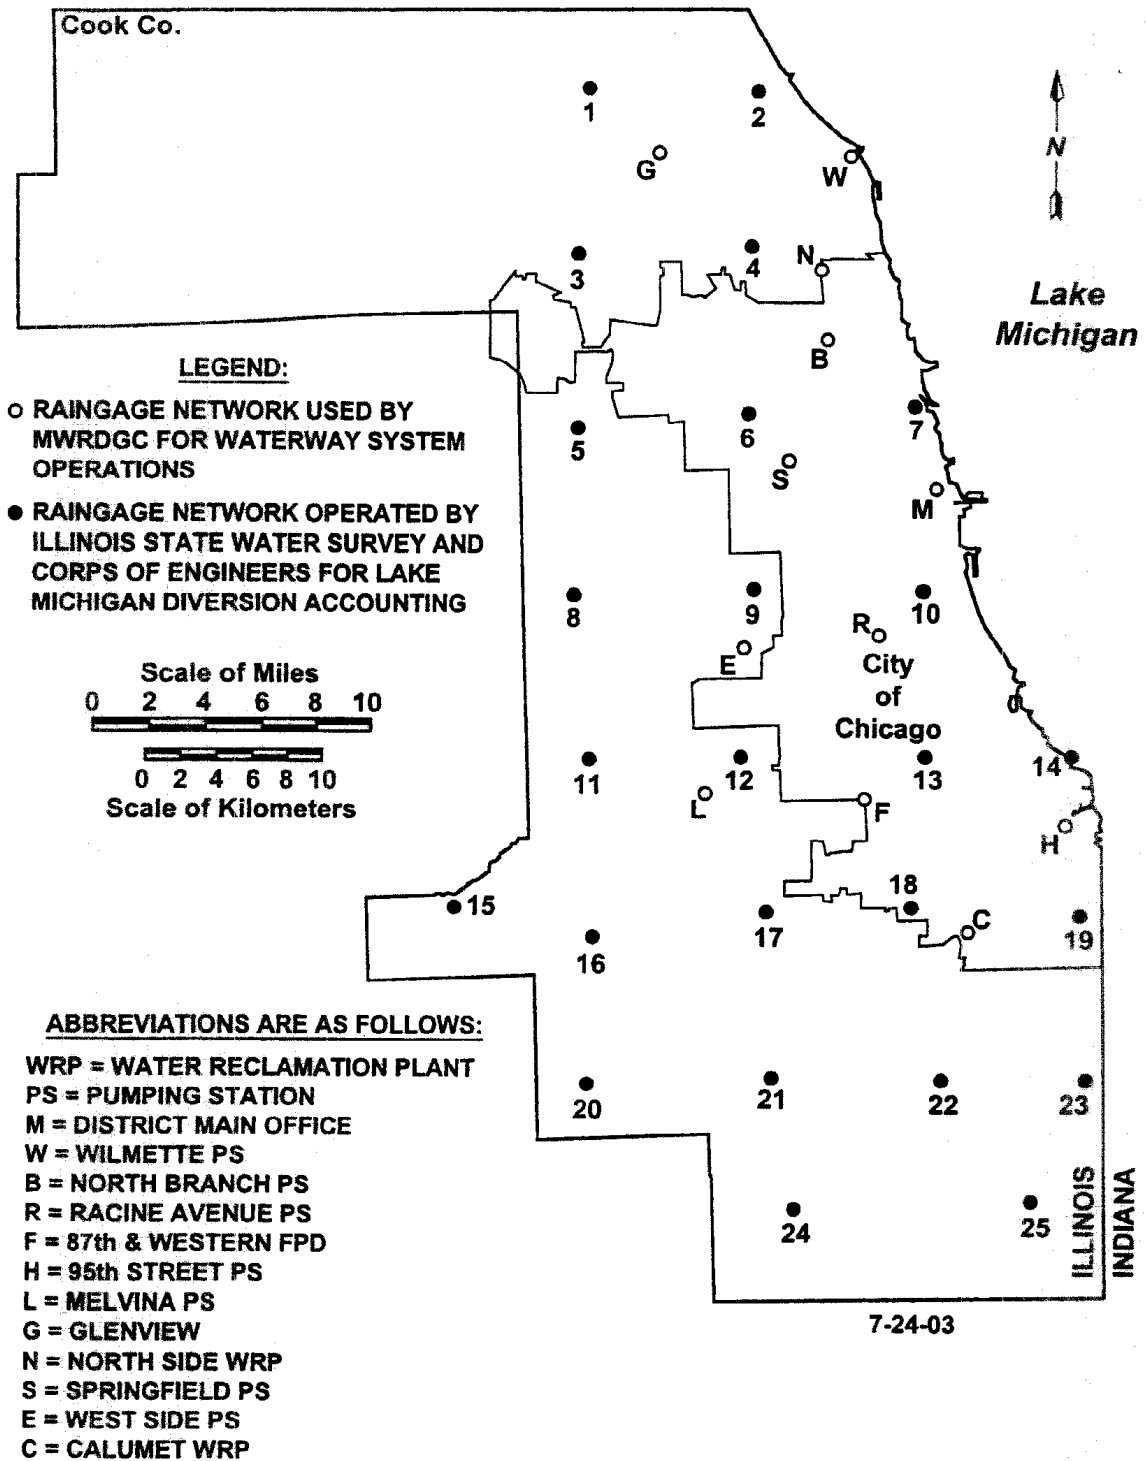 Cook Co.
1
2
G
W
N
3
4
N
Lake
Michigan
B
LEGEND:
RAINGAGE NETWORK USED BY
MWRDGC FOR WATERWAY SYSTEM
OPERATIONS
5
6
7
S
M
RAINGAGE NETWORK OPERATED BY
ILLINOIS STATE WATER SURVEY AND
CORPS OF ENGINEERS FOR LAKE
MICHIGAN DIVERSION ACCOUNTING
8
9
10
R
E
City
of
Chicago
Scale of Miles
0 2 4 6 8 10
0 2 4 6 8 10
Scale of Kilometers
11
12
13
14
L
F
H
15
16
17
18
C
19
ABBREVIATIONS ARE AS FOLLOWS:
WRP = WATER RECLAMATION PLANT
PS = PUMPING STATION
M = DISTRICT MAIN OFFICE
W = WILMETTE PS
B = NORTH BRANCH PS
R = RACINE AVENUE PS
F = 87th & WESTERN FPD
H = 95th STREET PS
L = MELVINA PS
G = GLENVIEW
N = NORTH SIDE WRP
S = SPRINGFIELD PS
E = WEST SIDE PS
C = CALUMET WRP
20
21
22
23
24
25
ILLINOIS
INDIANA
7-24-03